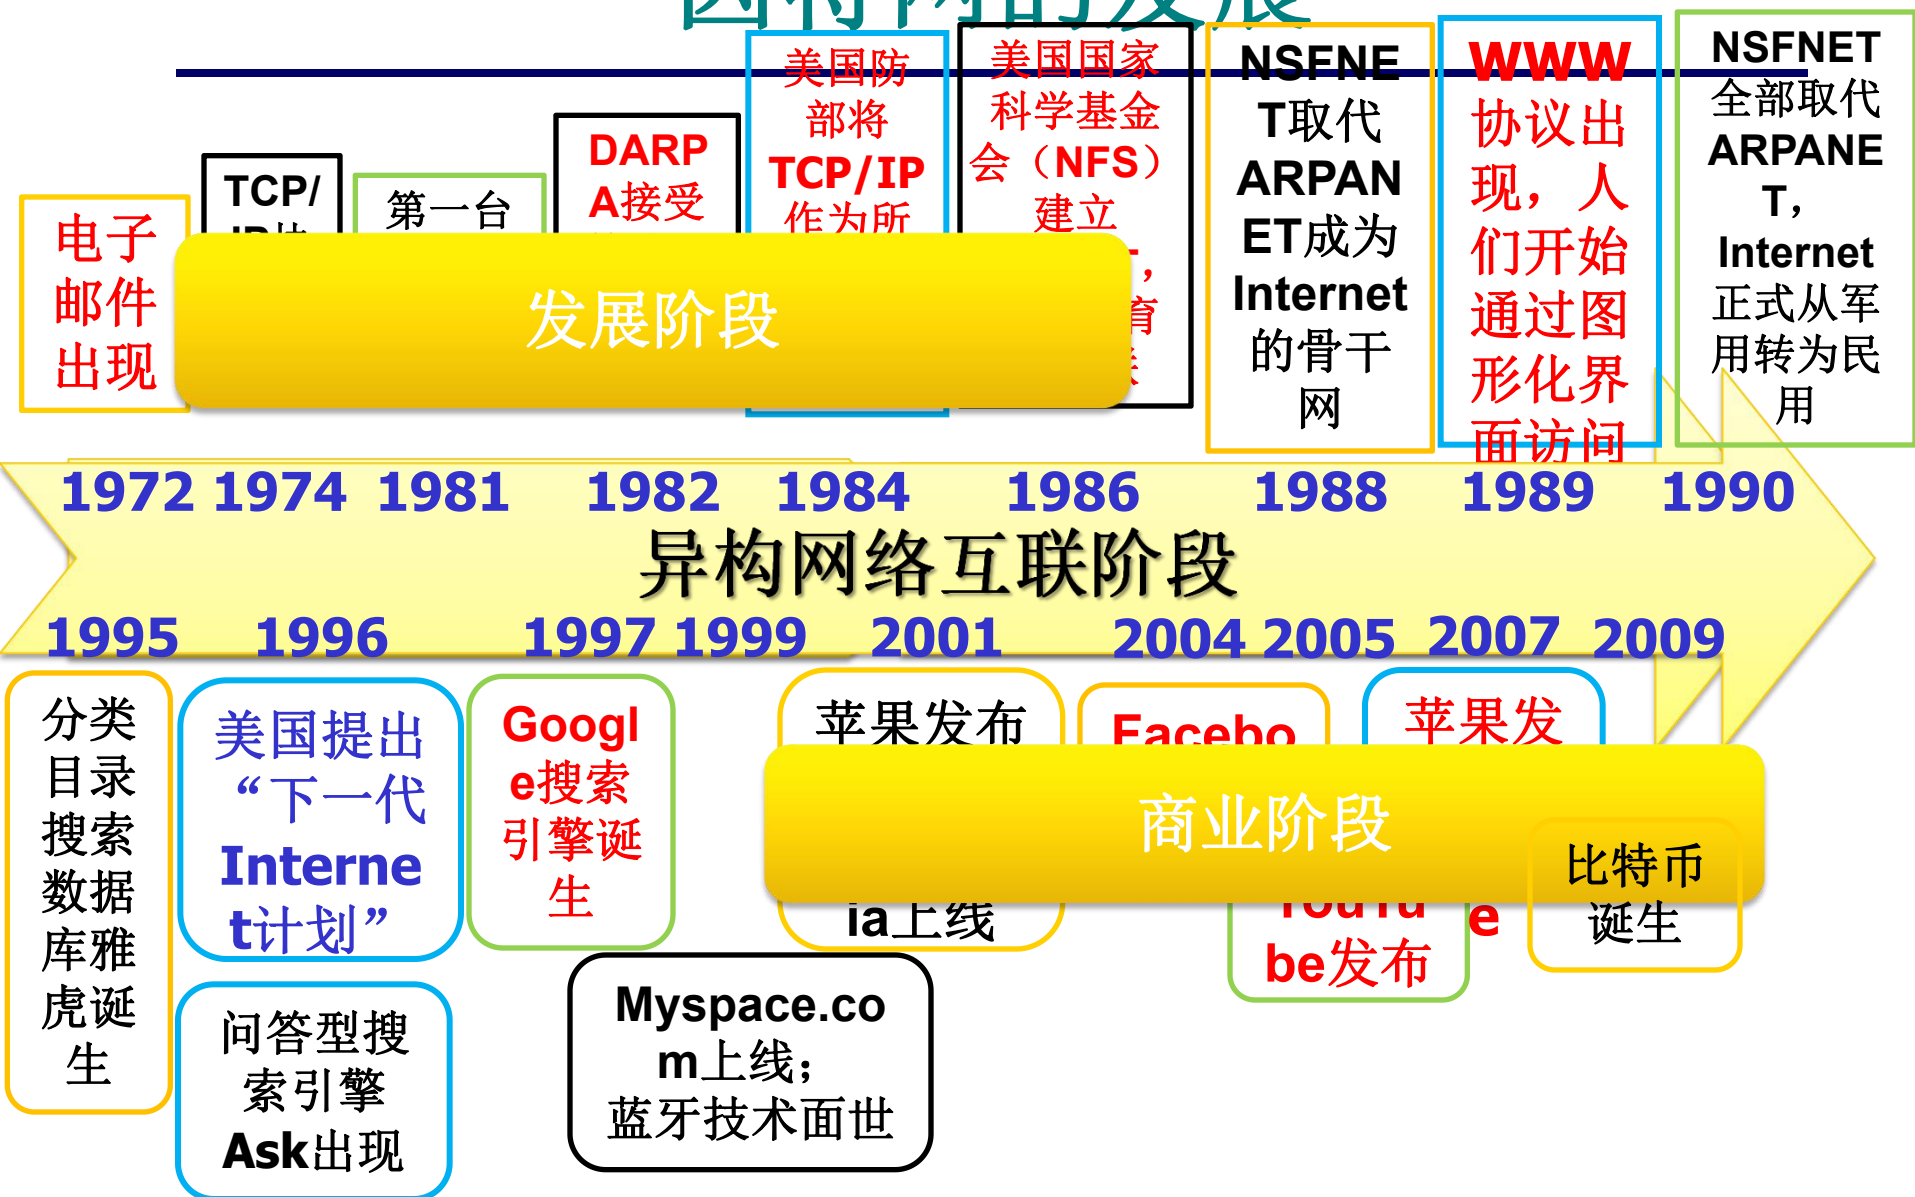 因特网的发展
电子
邮件
出现
TCP/
第一台
DARP
A接受
美国防
部将
TCP/IP
作为所
美国国家
科学基金
会（NFS）
建立
，
育
NSFNE
T取代
ARPAN
ET成为
Internet
的骨干
网
WWW
协议出
现，人
们开始
通过图
形化界
面访问
NSFNET
全部取代
ARPANE
T，
Internet
正式从军
用转为民
用
发展阶段
1972 1974 1981 1982 1984 1986 1988 1989 1990
异构网络互联阶段
1995 1996 1997 1999 2001 2004 2005 2007 2009
分类
目录
搜索
数据
库雅
虎诞
生
美国提出
“下一代
Interne
t计划”
问答型搜
索引擎
Ask出现
Googl
e搜索
引擎诞
生
Myspace.co
m上线；
蓝牙技术面世
苹果发布
ia上线
Facebo
YouTu
be发布
苹果发
e
商业阶段
比特币
诞生